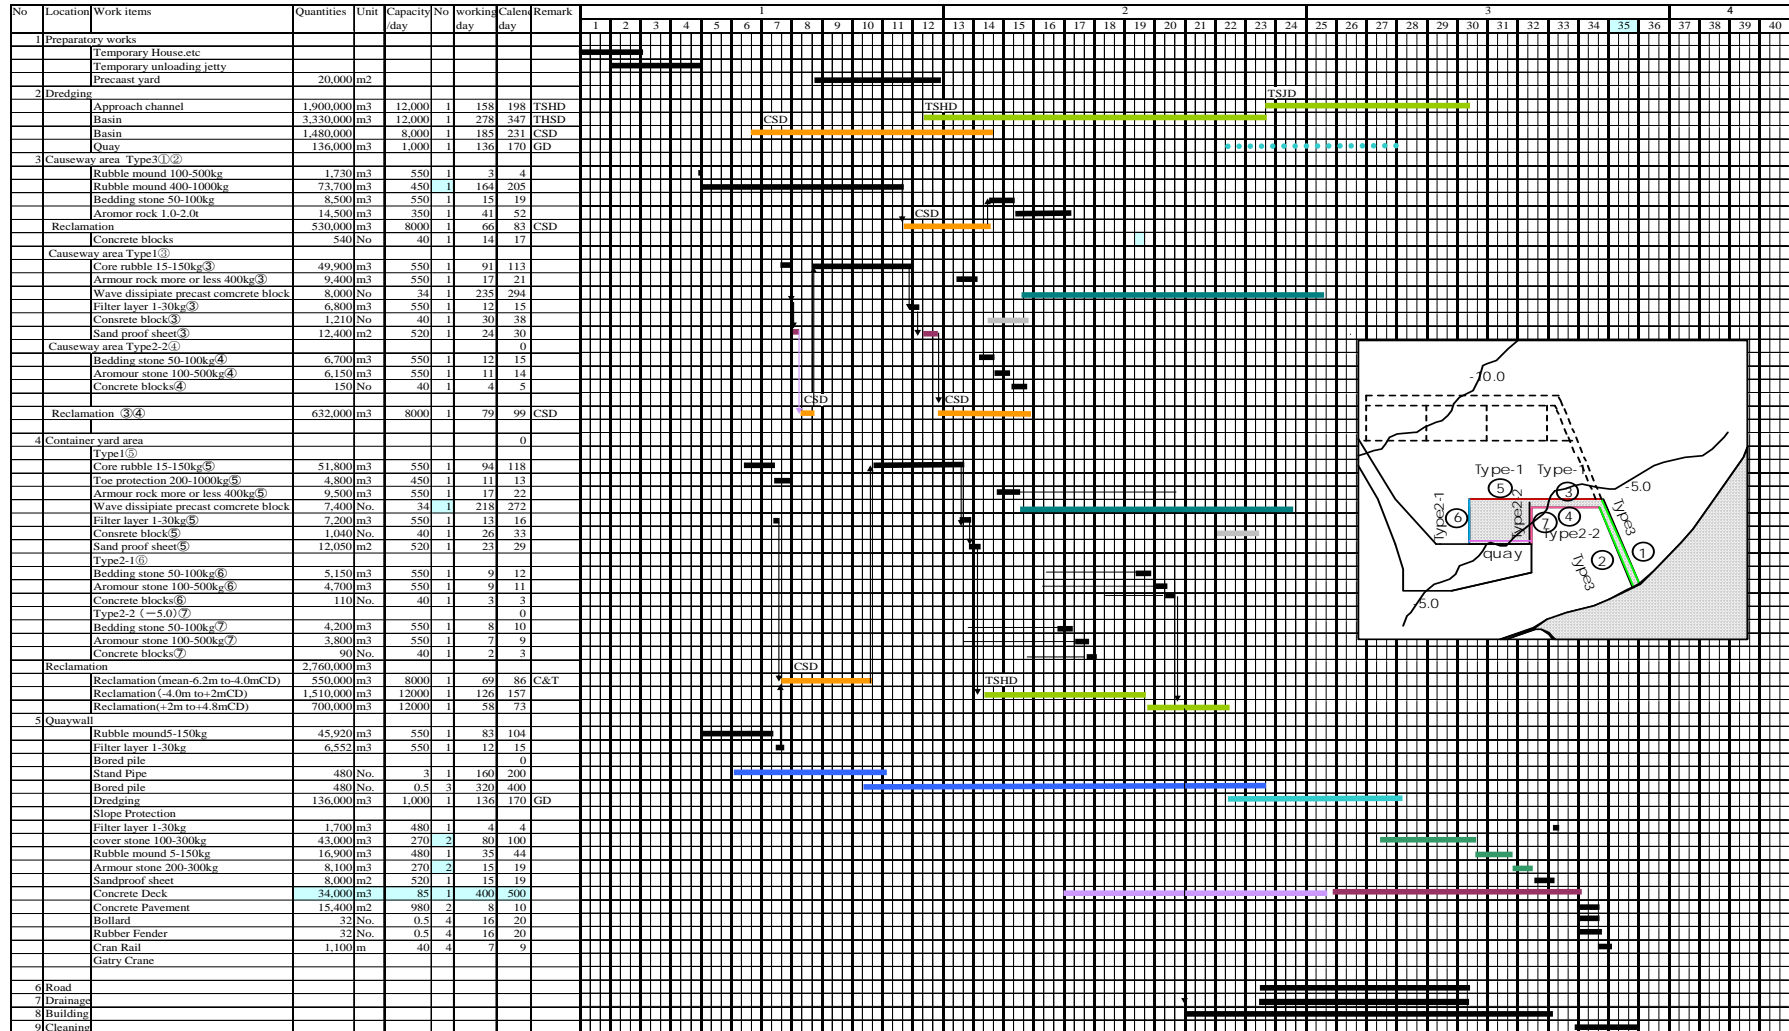 No Location Work items Quantities Unit Capacity /day No working day Calend day Remark 1 2 3 4
1 2 3 4 5 6 7 8 9 10 11 12 13 14 15 16 17 18 19 20 21 22 23 24 25 26 27 28 29 30 31 32 33 34 35 36 37 38 39 40
1 Preparatory works
Temporary House.etc
Temporary unloading jetty
Precaast yard 20,000 m2
2 Dredging TSJD
Approach channel 1,900,000 m3 12,000 1 158 198 TSHD TSHD
Basin 3,330,000 m3 12,000 1 278 347 THSD CSD
Basin 1,480,000 8,000 1 185 231 CSD
Quay 136,000 m3 1,000 1 136 170 GD
3 Causeway area Type3①②
Rubble mound 100-500kg 1,730 m3 550 1 3 4
Rubble mound 400-1000kg 73,700 m3 450 1 164 205
Bedding stone 50-100kg 8,500 m3 550 1 15 19
Aromor rock 1.0-2.0t 14,500 m3 350 1 41 52 CSD
Reclamation 530,000 m3 8000 1 66 83 CSD
Concrete blocks 540 No 40 1 14 17
Causeway area Type1③
Core rubble 15-150kg③ 49,900 m3 550 1 91 113
Armour rock more or less 400kg③ 9,400 m3 550 1 17 21
Wave dissipiate precast comcrete block 8,000 No 34 1 235 294
Filter layer 1-30kg③ 6,800 m3 550 1 12 15
Consrete block③ 1,210 No 40 1 30 38
Sand proof sheet③ 12,400 m2 520 1 24 30
Causeway area Type2-2④ 0
Bedding stone 50-100kg④ 6,700 m3 550 1 12 15
Aromour stone 100-500kg④ 6,150 m3 550 1 11 14
Concrete blocks④ 150 No 40 1 4 5
CSD CSD
Reclamation ③④ 632,000 m3 8000 1 79 99 CSD
4 Container yard area 0
Type1⑤
Core rubble 15-150kg⑤ 51,800 m3 550 1 94 118
Toe protection 200-1000kg⑤ 4,800 m3 450 1 11 13
Armour rock more or less 400kg⑤ 9,500 m3 550 1 17 22
Wave dissipiate precast comcrete block 7,400 No. 34 1 218 272
Filter layer 1-30kg⑤ 7,200 m3 550 1 13 16
Consrete block⑤ 1,040 No. 40 1 26 33
Sand proof sheet⑤ 12,050 m2 520 1 23 29
Type2-1⑥
Bedding stone 50-100kg⑥ 5,150 m3 550 1 9 12
Aromour stone 100-500kg⑥ 4,700 m3 550 1 9 11
Concrete blocks⑥ 110 No. 40 1 3 3
Type2-2 (－5.0)⑦ 0
Bedding stone 50-100kg⑦ 4,200 m3 550 1 8 10
Aromour stone 100-500kg⑦ 3,800 m3 550 1 7 9
Concrete blocks⑦ 90 No. 40 1 2 3
Reclamation 2,760,000 m3 CSD
Reclamation(mean-6.2m to-4.0mCD) 550,000 m3 8000 1 69 86 C&T TSHD
Reclamation(-4.0m to+2mCD) 1,510,000 m3 12000 1 126 157
Reclamation(+2m to+4.8mCD) 700,000 m3 12000 1 58 73
5 Quaywall
Rubble mound5-150kg 45,920 m3 550 1 83 104
Filter layer 1-30kg 6,552 m3 550 1 12 15
Bored pile 0
Stand Pipe 480 No. 3 1 160 200
Bored pile 480 No. 0.5 3 320 400
Dredging 136,000 m3 1,000 1 136 170 GD
Slope Protection
Filter layer 1-30kg 1,700 m3 480 1 4 4
cover stone 100-300kg 43,000 m3 270 2 80 100
Rubble mound 5-150kg 16,900 m3 480 1 35 44
Armour stone 200-300kg 8,100 m3 270 2 15 19
Sandproof sheet 8,000 m2 520 1 15 19
Concrete Deck 34,000 m3 85 1 400 500
Concrete Pavement 15,400 m2 980 2 8 10
Bollard 32 No. 0.5 4 16 20
Rubber Fender 32 No. 0.5 4 16 20
Cran Rail 1,100 m 40 4 7 9
Gatry Crane
6 Road
7 Drainage
8 Building
9 Cleaning
-10.0
Type-1 Type-1
⑤ ③ -5.0
Type2-1 ⑥ Type2-2 ⑦ ④ Type3
Type2-2
quay ② ①
Type3
-5.0